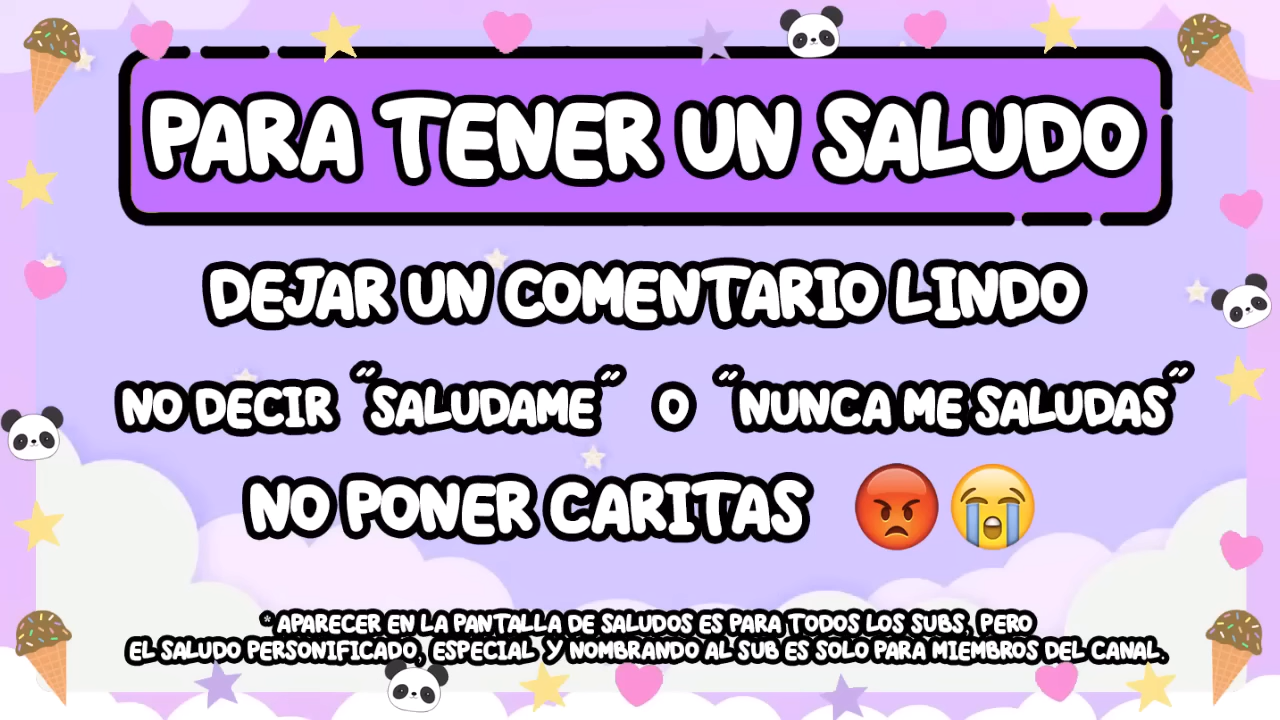 PARA TENER UN SALUDO
DEJAR UN COMENTARIO LINDO
NO DECIR "SALUDAME" O "NUNCA ME SALUDAS"
NO PONER CARITAS 😡😭
* APARECER EN LA PANTALLA DE SALUDOS ES PARA TODOS LOS SUBS, PERO
EL SALUDO PERSONIFICADO, ESPECIAL Y NOMBRANDO AL SUB ES SOLO PARA MIEMBROS DEL CANAL.